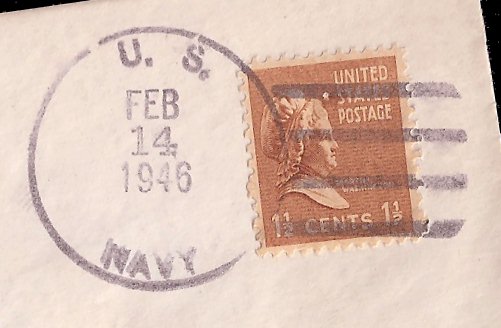 U. S.
FEB
14
1946
NAVY
UNITED
STATES
POSTAGE
1½ CENTS 1½